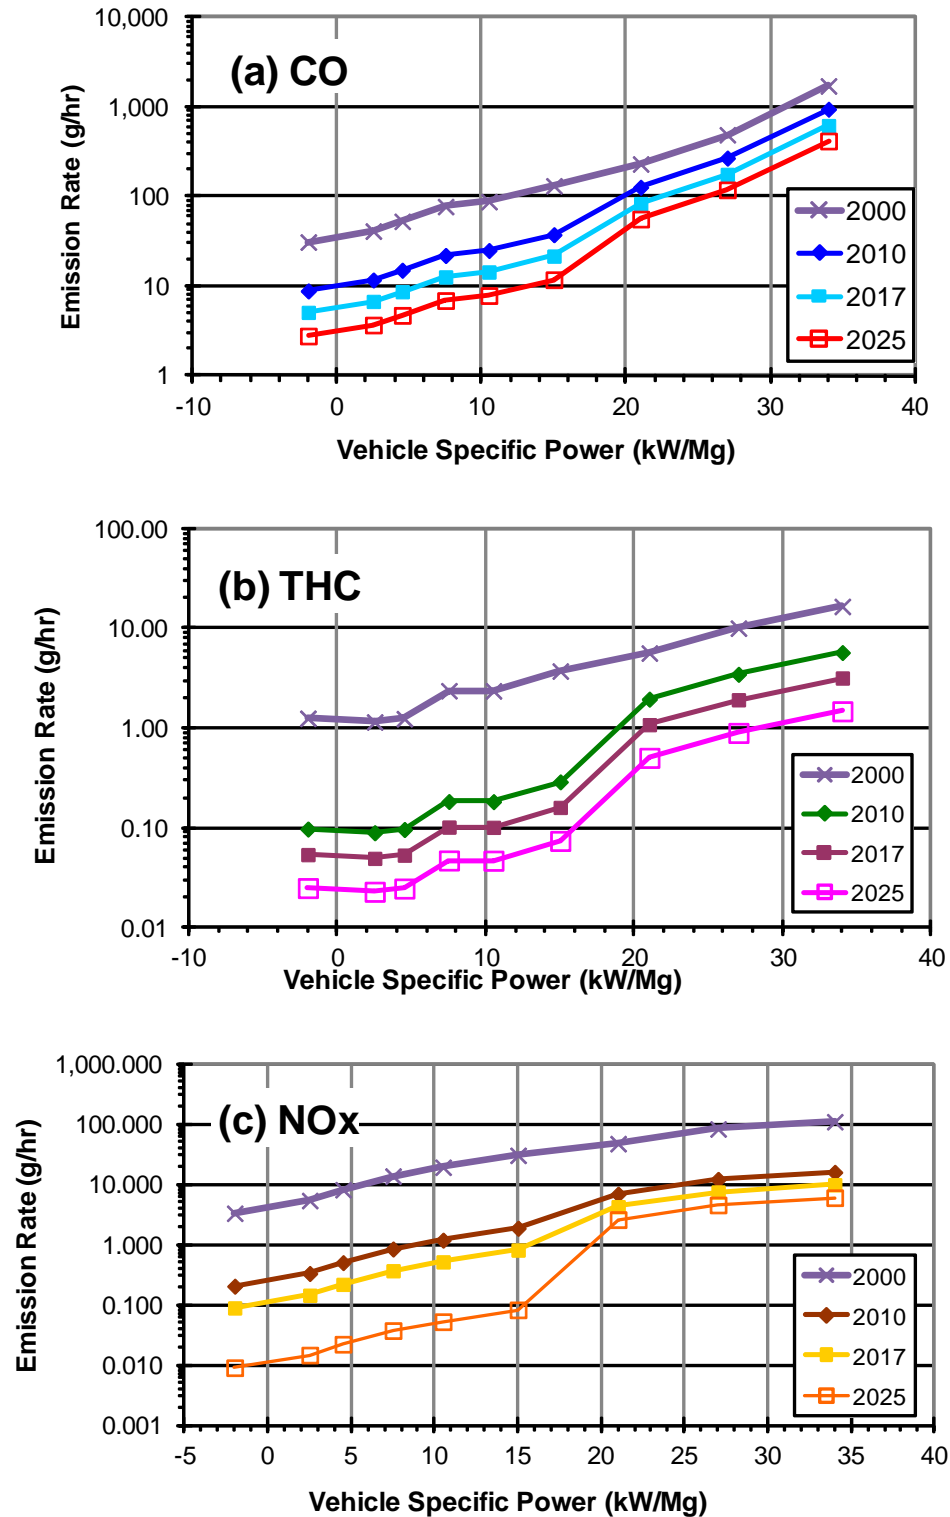 10,000
(a) CO
1,000
100
10
1
Emission Rate (g/hr)
2000
2010
2017
2025
-10 0 10 20 30 40
Vehicle Specific Power (kW/Mg)
100.00
(b) THC
10.00
1.00
0.10
0.01
Emission Rate (g/hr)
2000
2010
2017
2025
-10 0 10 20 30 40
Vehicle Specific Power (kW/Mg)
1,000.000
(c) NOx
100.000
10.000
1.000
0.100
0.010
0.001
Emission Rate (g/hr)
2000
2010
2017
2025
-5 0 5 10 15 20 25 30 35 40
Vehicle Specific Power (kW/Mg)